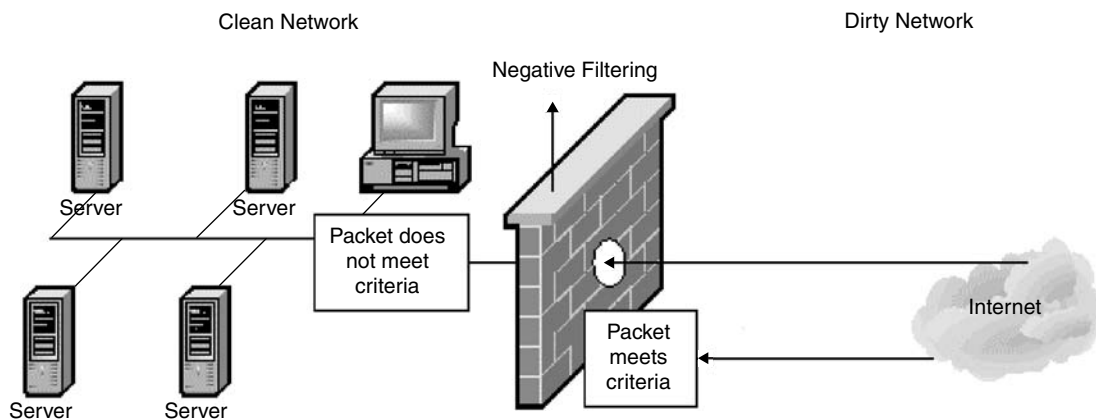 Clean Network
Dirty Network
Negative Filtering
Server
Server
Packet does
not meet
criteria
Internet
Packet
meets
criteria
Server
Server